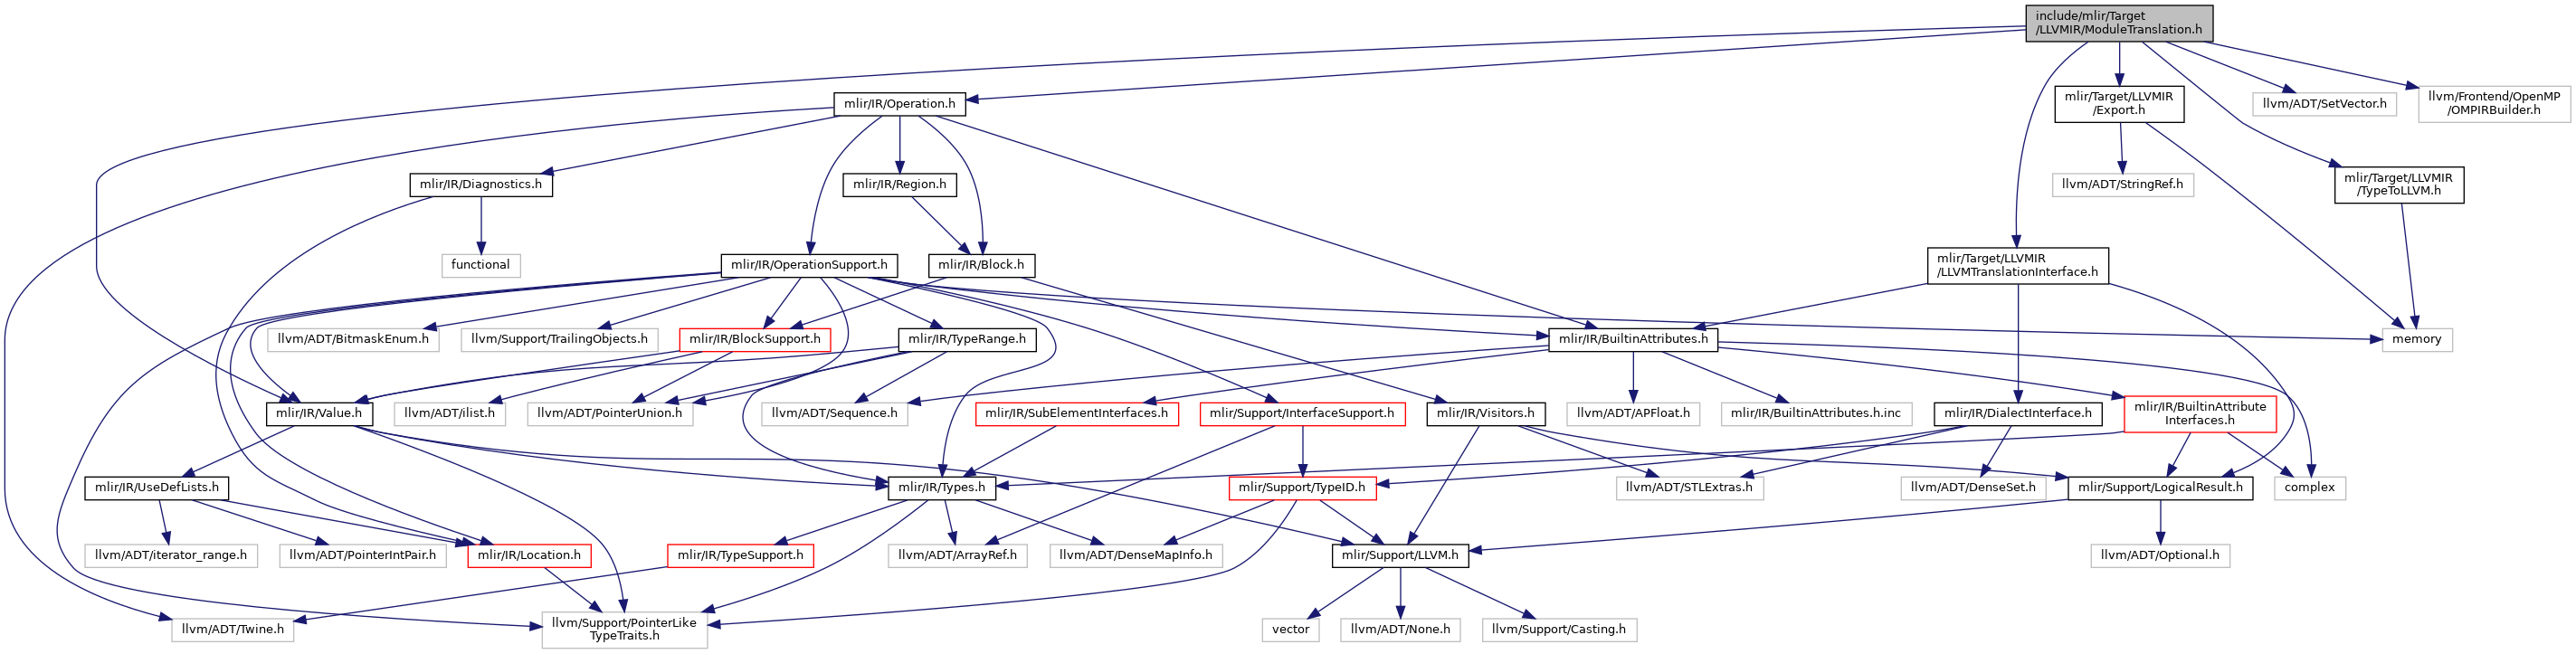 include/mlir/Target
/LLVMIR/ModuleTranslation.h
mlir/IR/Operation.h
mlir/Target/LLVMIR
/Export.h
llvm/ADT/SetVector.h
llvm/Frontend/OpenMP
/OMPIRBuilder.h
mlir/IR/Diagnostics.h
mlir/IR/Region.h
llvm/ADT/StringRef.h
mlir/Target/LLVMIR
/TypeToLLVM.h
functional
mlir/IR/OperationSupport.h
mlir/IR/Block.h
mlir/Target/LLVMIR
/LLVMTranslationInterface.h
llvm/ADT/BitmaskEnum.h
llvm/Support/TrailingObjects.h
mlir/IR/BlockSupport.h
mlir/IR/TypeRange.h
mlir/IR/BuiltinAttributes.h
memory
mlir/IR/Value.h
llvm/ADT/ilist.h
llvm/ADT/PointerUnion.h
llvm/ADT/Sequence.h
mlir/IR/SubElementInterfaces.h
mlir/Support/InterfaceSupport.h
mlir/IR/Visitors.h
llvm/ADT/APFloat.h
mlir/IR/BuiltinAttributes.h.inc
mlir/IR/DialectInterface.h
mlir/IR/BuiltinAttribute
Interfaces.h
mlir/IR/UseDefLists.h
mlir/IR/Types.h
mlir/Support/TypeID.h
llvm/ADT/STLExtras.h
llvm/ADT/DenseSet.h
mlir/Support/LogicalResult.h
complex
llvm/ADT/iterator_range.h
llvm/ADT/PointerIntPair.h
mlir/IR/Location.h
mlir/IR/TypeSupport.h
llvm/ADT/ArrayRef.h
llvm/ADT/DenseMapInfo.h
mlir/Support/LLVM.h
llvm/ADT/Optional.h
llvm/ADT/Twine.h
llvm/Support/PointerLike
TypeTraits.h
vector
llvm/ADT/None.h
llvm/Support/Casting.h